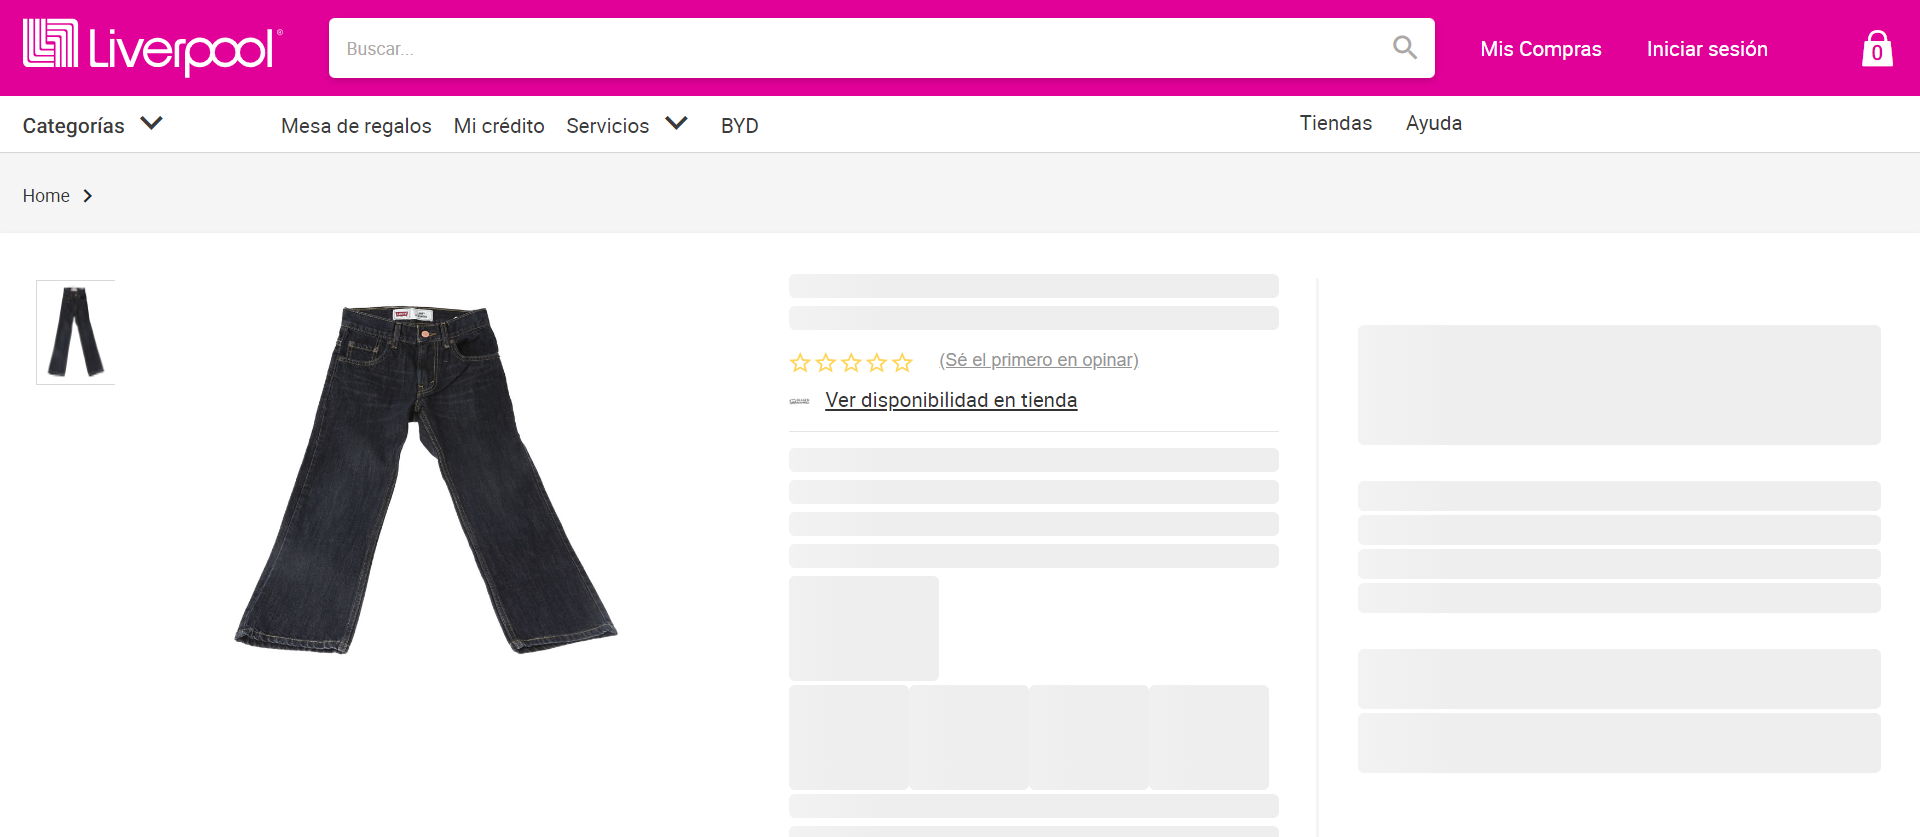 Liverpool®
Buscar...
Mis Compras
Iniciar sesión
0
Categorías
Mesa de regalos
Mi crédito
Servicios
BYD
Tiendas
Ayuda
Home
(Sé el primero en opinar)
Ver disponibilidad en tienda